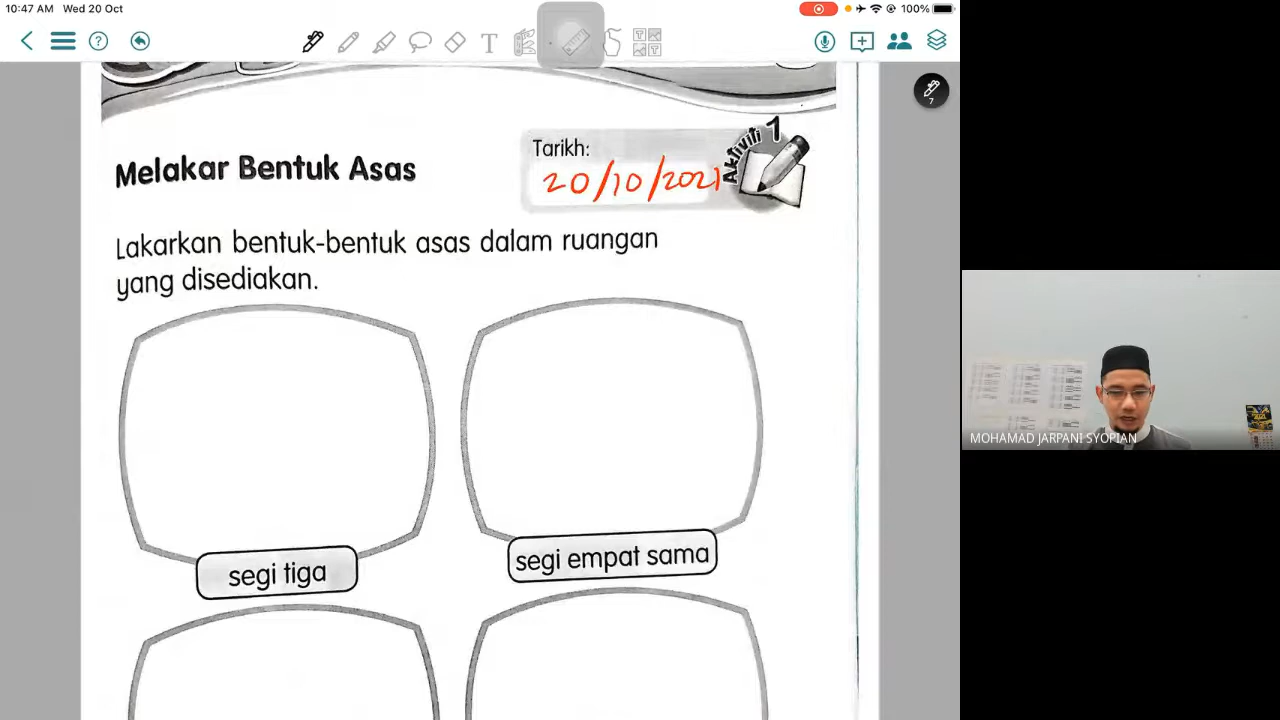 10:47 AM Wed 20 Oct
100%
7
Melakar Bentuk Asas
Tarikh:
20/10/2021
Aktiviti 1
Lakarkan bentuk-bentuk asas dalam ruangan
yang disediakan.
segi tiga
segi empat sama
MOHAMAD JARPANI SYOPIAN